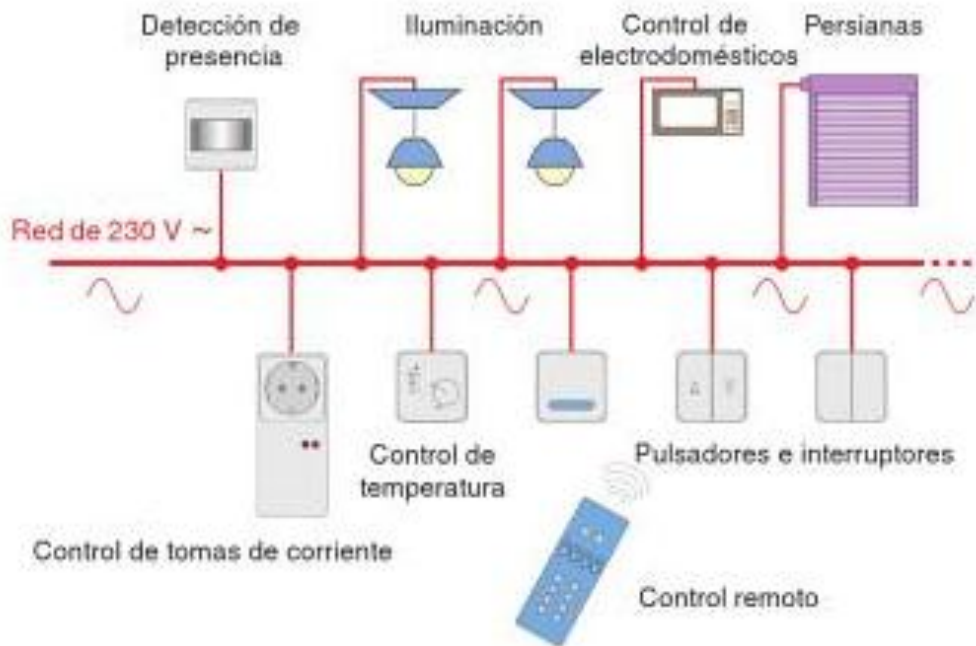 Detección de
presencia
Iluminación
Control de
electrodomésticos
Persianas
Red de 230 V ~
Control de
temperatura
Pulsadores e interruptores
Control de tomas de corriente
Control remoto